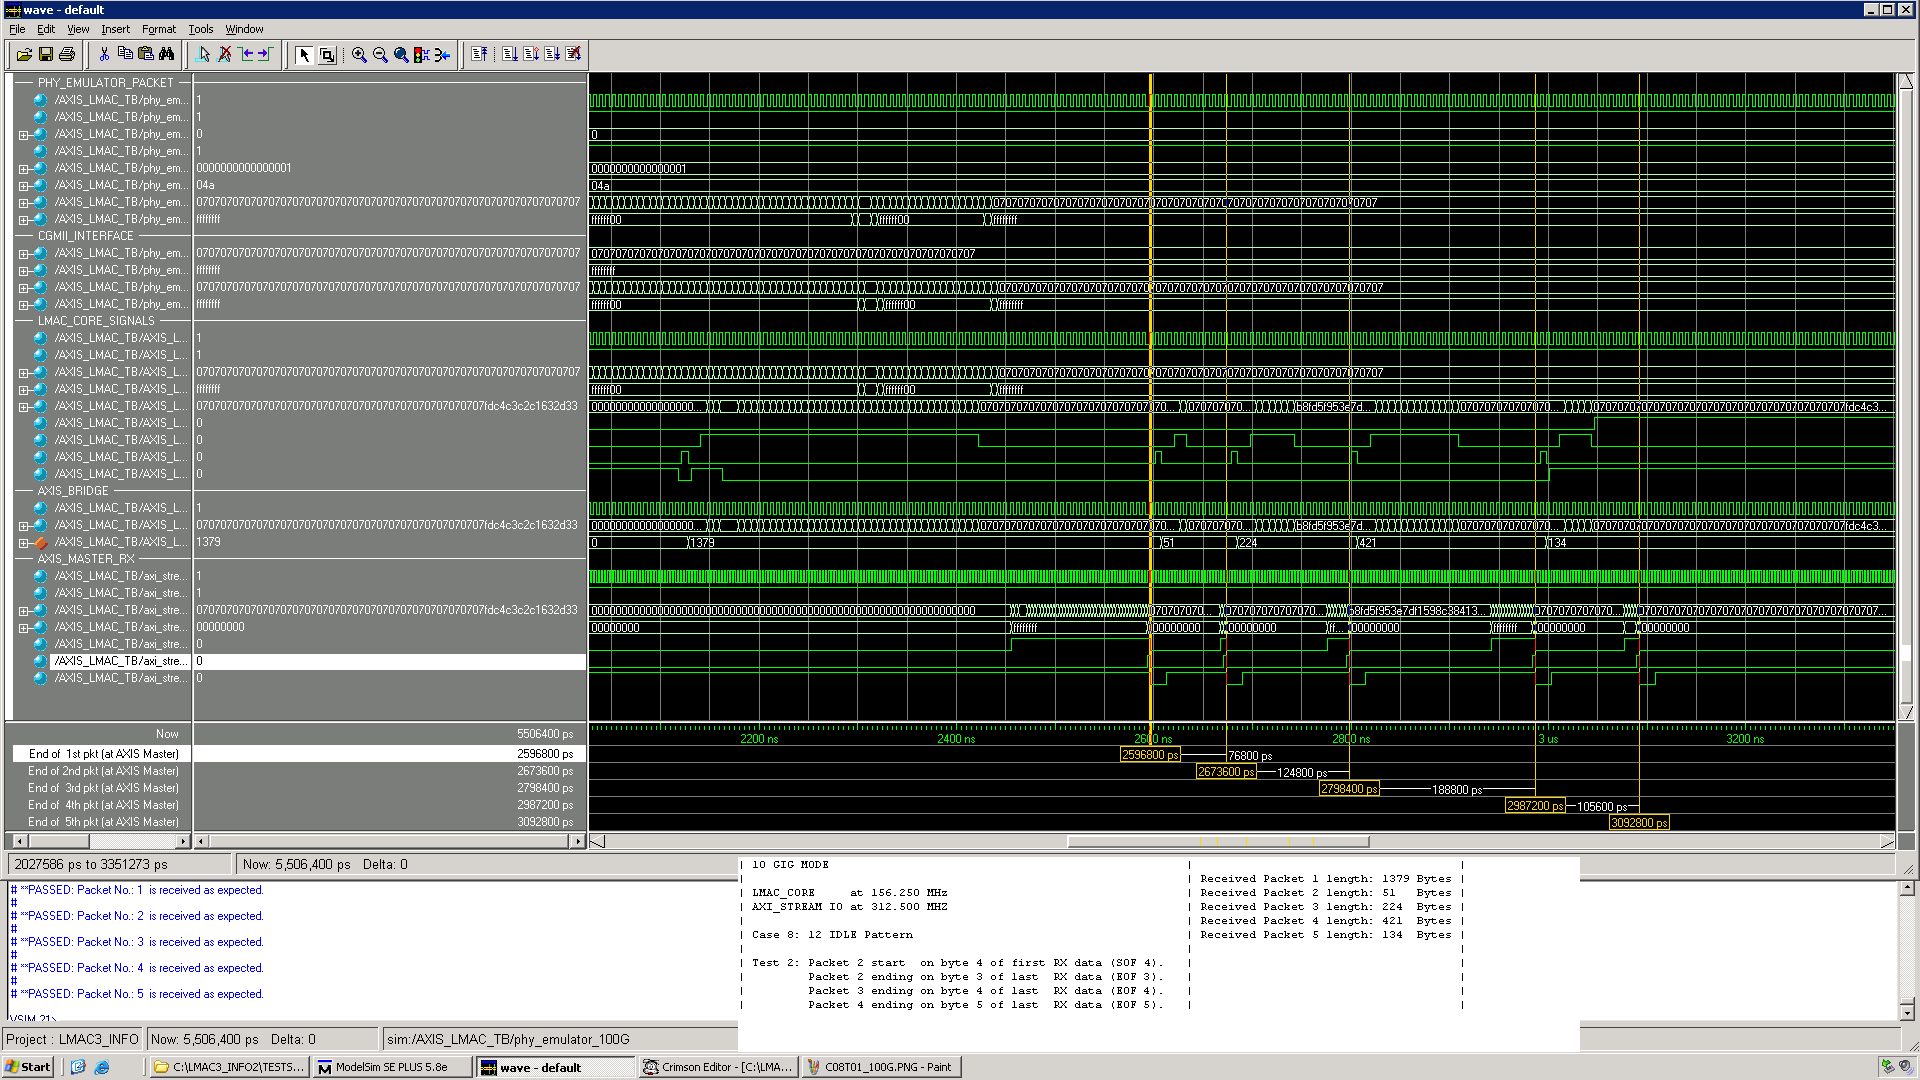 wave - default
File Edit View Insert Format Tools Window
PHY_EMULATOR_PACKET
/AXIS_LMAC_TB/phy_em... 1
/AXIS_LMAC_TB/phy_em... 1
/AXIS_LMAC_TB/phy_em... 0 0
/AXIS_LMAC_TB/phy_em... 1
/AXIS_LMAC_TB/phy_em... 0000000000000001 0000000000000001
/AXIS_LMAC_TB/phy_em... 04a 04a
/AXIS_LMAC_TB/phy_em... 0707070707070707070707070707070707070707070707070707070707070707
/AXIS_LMAC_TB/phy_em... ffffffff ffffff00 ffffff00 ffffffff
CGMII_INTERFACE
/AXIS_LMAC_TB/phy_em... 0707070707070707070707070707070707070707070707070707070707070707
/AXIS_LMAC_TB/phy_em... ffffffff ffffffff
/AXIS_LMAC_TB/phy_em... 0707070707070707070707070707070707070707070707070707070707070707
/AXIS_LMAC_TB/phy_em... ffffffff ffffff00 ffffff00 ffffffff
LMAC_CORE_SIGNALS
/AXIS_LMAC_TB/AXIS_L... 1
/AXIS_LMAC_TB/AXIS_L... 1
/AXIS_LMAC_TB/AXIS_L... 0707070707070707070707070707070707070707070707070707070707070707
/AXIS_LMAC_TB/AXIS_L... ffffffff ffffff00 ffffff00 ffffffff
/AXIS_LMAC_TB/AXIS_L... 070707070707070707070707070707070707070707070707fdc4c3c2c1632d33
/AXIS_LMAC_TB/AXIS_L... 0
/AXIS_LMAC_TB/AXIS_L... 0
/AXIS_LMAC_TB/AXIS_L... 0
/AXIS_LMAC_TB/AXIS_L... 0
AXIS_BRIDGE
/AXIS_LMAC_TB/AXIS_L... 1
/AXIS_LMAC_TB/AXIS_L... 070707070707070707070707070707070707070707070707fdc4c3c2c1632d33
/AXIS_LMAC_TB/AXIS_L... 1379 0 1379 51 224 421 134
AXIS_MASTER_RX
/AXIS_LMAC_TB/axi_stre... 1
/AXIS_LMAC_TB/axi_stre... 1
/AXIS_LMAC_TB/axi_stre... 070707070707070707070707070707070707070707070707fdc4c3c2c1632d33
/AXIS_LMAC_TB/axi_stre... 00000000 00000000 ffffffff 00000000 00000000 ff... 00000000 ffffffff 00000000 00000000
/AXIS_LMAC_TB/axi_stre... 0
/AXIS_LMAC_TB/axi_stre... 0
/AXIS_LMAC_TB/axi_stre... 0
Now 5506400 ps 2200 ns 2400 ns 2600 ns 2800 ns 3 us 3200 ns
End of 1st pkt (at AXIS Master) 2596800 ps 2596800 ps 76800 ps
End of 2nd pkt (at AXIS Master) 2673600 ps 2673600 ps 124800 ps
End of 3rd pkt (at AXIS Master) 2798400 ps 2798400 ps 188800 ps
End of 4th pkt (at AXIS Master) 2987200 ps 2987200 ps 105600 ps
End of 5th pkt (at AXIS Master) 3092800 ps 3092800 ps
2027586 ps to 3351273 ps Now: 5,506,400 ps Delta: 0
# **PASSED: Packet No.: 1 is received as expected.
#
# **PASSED: Packet No.: 2 is received as expected.
#
# **PASSED: Packet No.: 3 is received as expected.
#
# **PASSED: Packet No.: 4 is received as expected.
#
# **PASSED: Packet No.: 5 is received as expected.
VSIM 21>
| 10 GIG MODE |
LMAC_CORE at 156.250 MHz
AXI_STREAM IO at 312.500 MHZ
Case 8: 12 IDLE Pattern
Test 2: Packet 2 start on byte 4 of first RX data (SOF 4).
Packet 2 ending on byte 3 of last RX data (EOF 3).
Packet 3 ending on byte 4 of last RX data (EOF 4).
Packet 4 ending on byte 5 of last RX data (EOF 5).
Received Packet 1 length: 1379 Bytes
Received Packet 2 length: 51 Bytes
Received Packet 3 length: 224 Bytes
Received Packet 4 length: 421 Bytes
Received Packet 5 length: 134 Bytes
Project : LMAC3_INFO Now: 5,506,400 ps Delta: 0 sim:/AXIS_LMAC_TB/phy_emulator_100G
Start C:\LMAC3_INFO2\TESTS... ModelSim SE PLUS 5.8e wave - default Crimson Editor - [C:\LMA... C08T01_100G.PNG - Paint